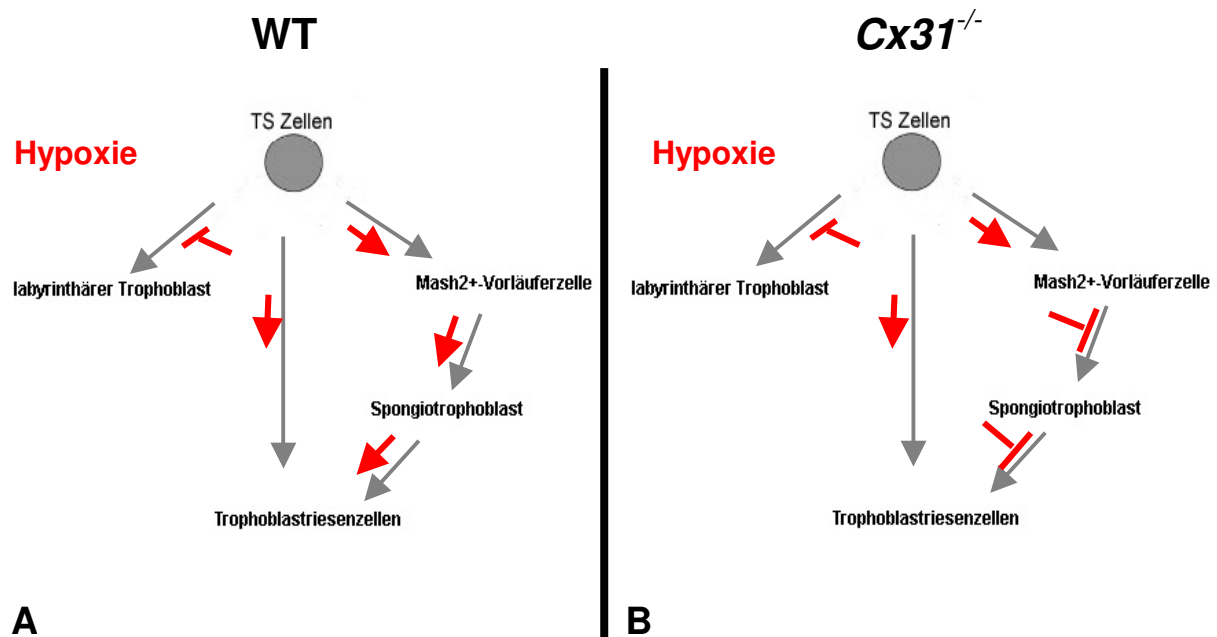 WT
TS Zellen
Hypoxie
labyrinthärer Trophoblast
Mash2+-Vorläuferzelle
Spongiotrophoblast
Trophoblastriesenzellen
A
Cx31-/-
TS Zellen
Hypoxie
labyrinthärer Trophoblast
Mash2+-Vorläuferzelle
Spongiotrophoblast
Trophoblastriesenzellen
B